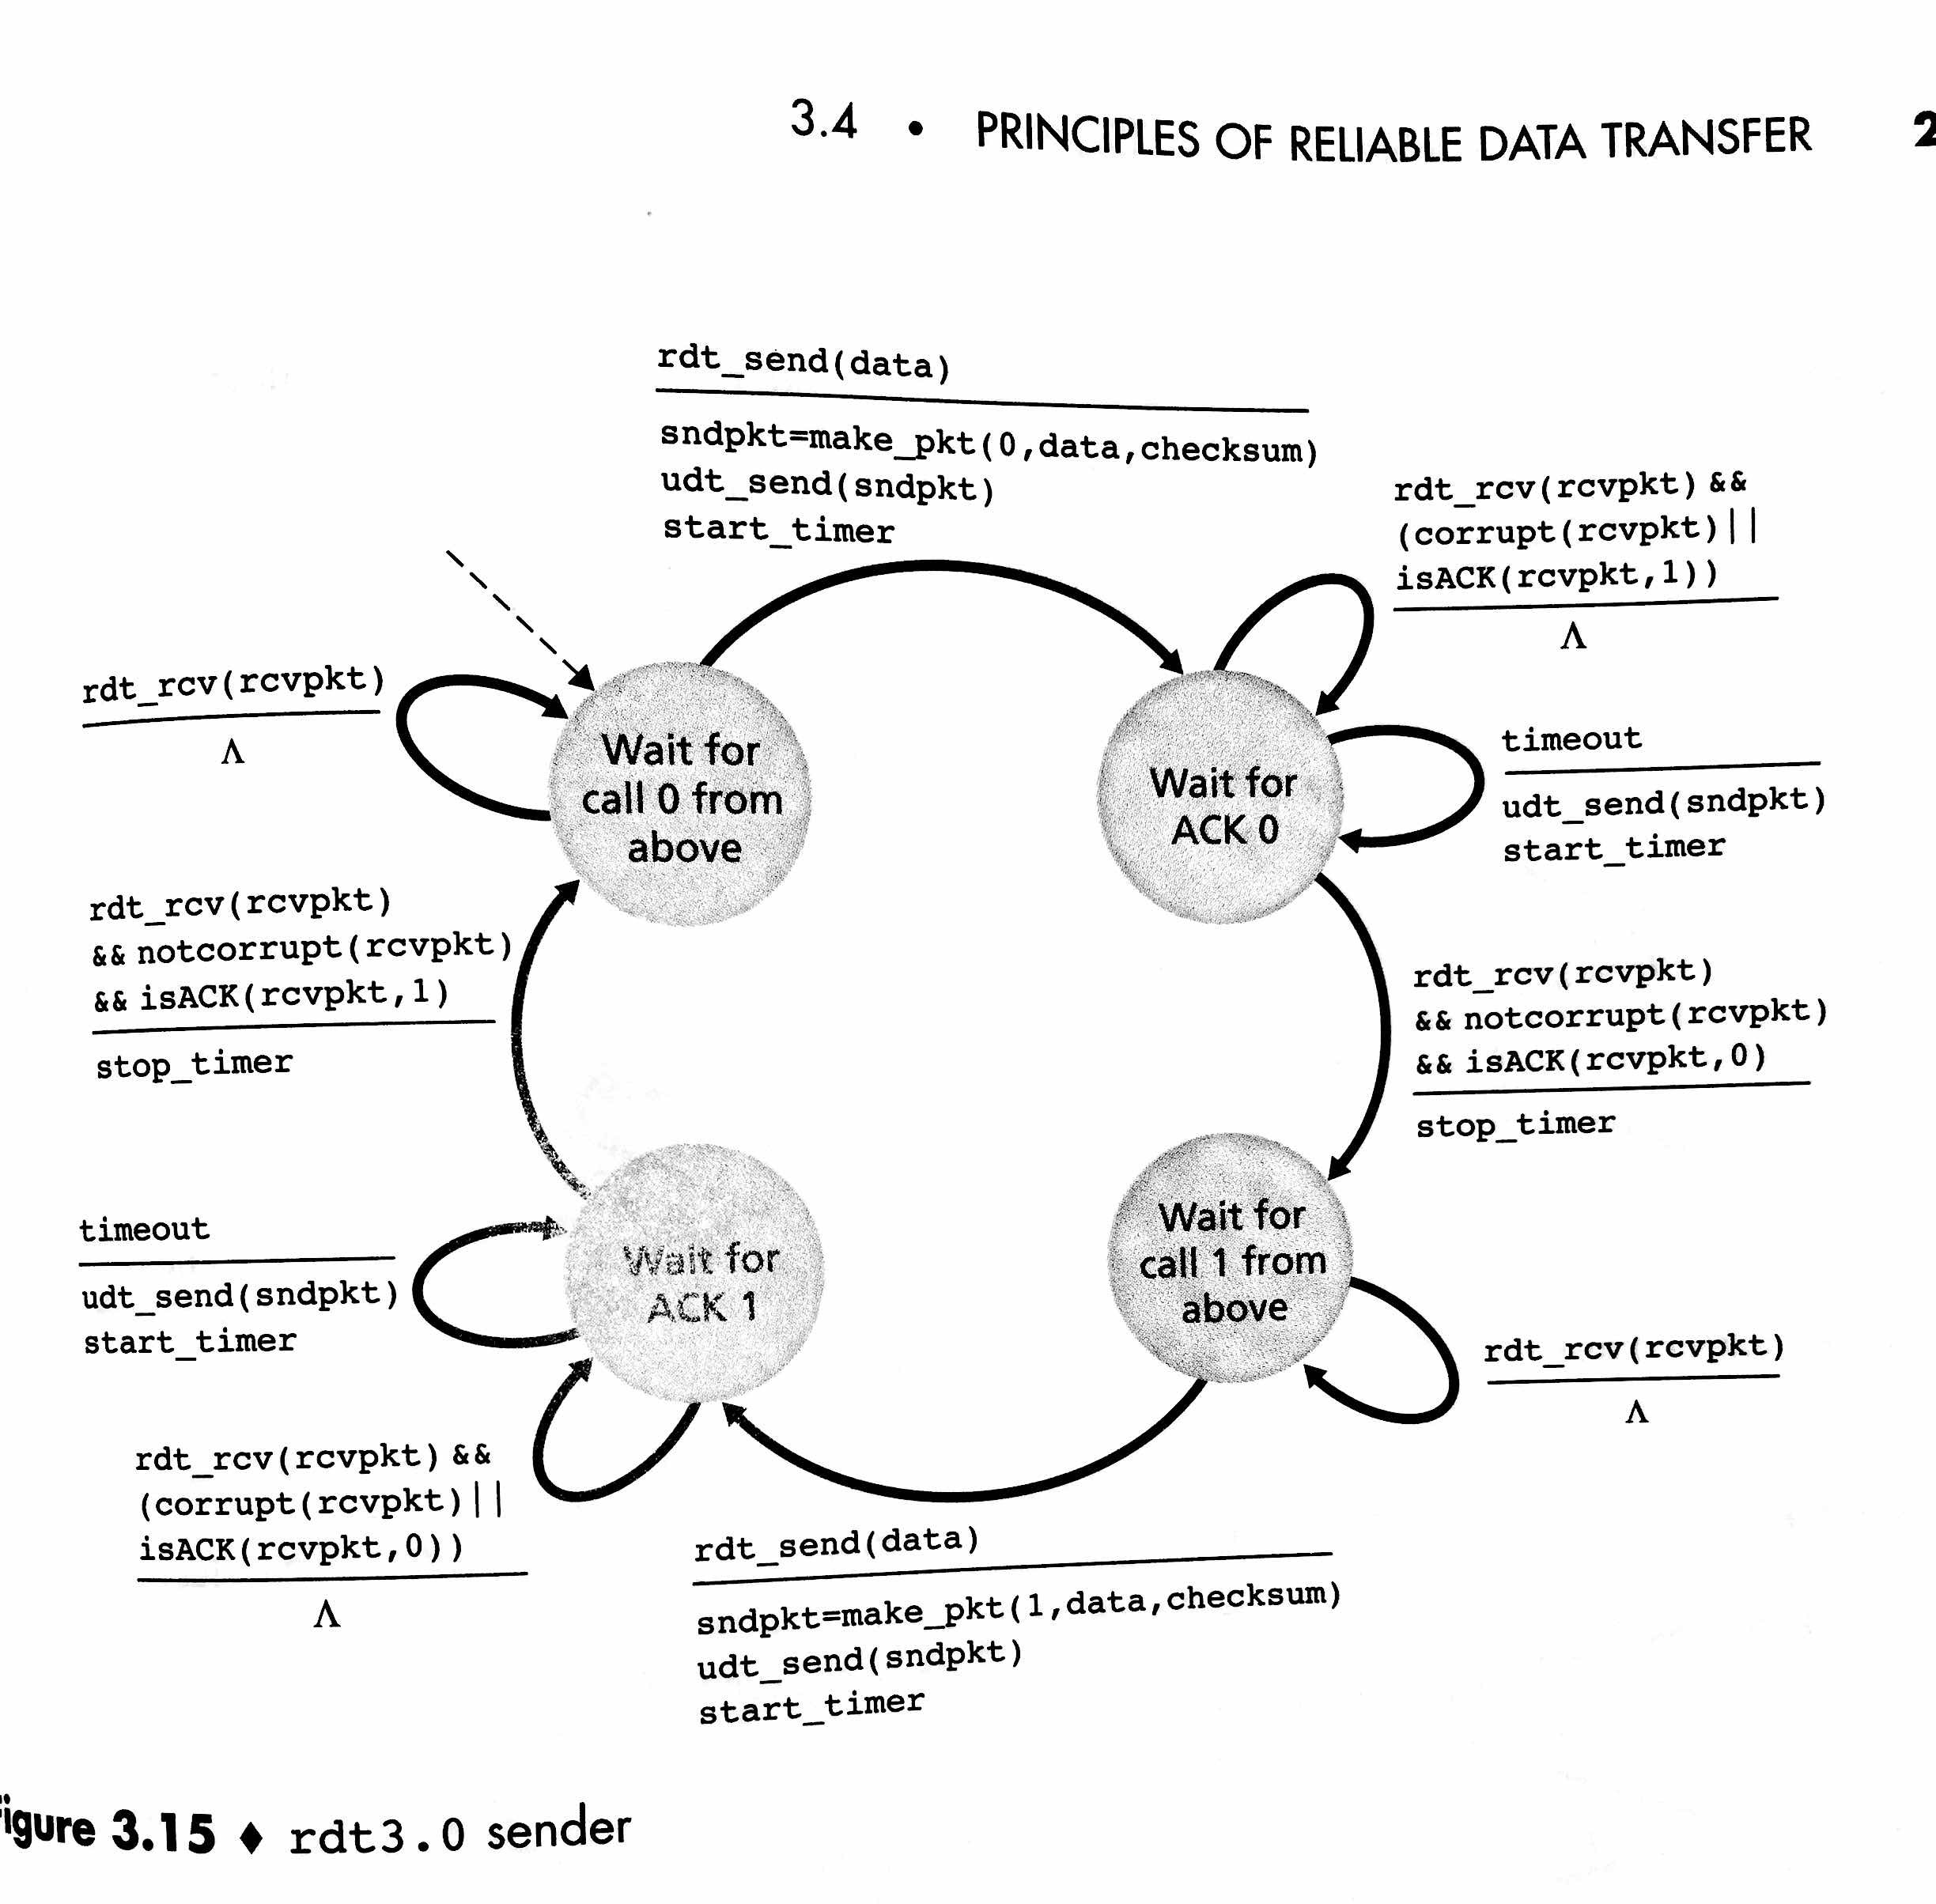 3.4 • PRINCIPLES OF RELIABLE DATA TRANSFER 2
rdt_send(data)
sndpkt=make_pkt(0,data,checksum)
udt_send(sndpkt)
start_timer
rdt_rcv(rcvpkt) &&
(corrupt(rcvpkt)||
isACK(rcvpkt,1))
Λ
rdt_rcv(rcvpkt)
Λ
Wait for
call 0 from
above
Wait for
ACK 0
timeout
udt_send(sndpkt)
start_timer
rdt_rcv(rcvpkt)
&& notcorrupt(rcvpkt)
&& isACK(rcvpkt,1)
stop_timer
rdt_rcv(rcvpkt)
&& notcorrupt(rcvpkt)
&& isACK(rcvpkt,0)
stop_timer
timeout
udt_send(sndpkt)
start_timer
Wait for
ACK 1
Wait for
call 1 from
above
rdt_rcv(rcvpkt)
Λ
rdt_rcv(rcvpkt) &&
(corrupt(rcvpkt)||
isACK(rcvpkt,0))
Λ
rdt_send(data)
sndpkt=make_pkt(1,data,checksum)
udt_send(sndpkt)
start_timer
igure 3.15 ♦ rdt3.0 sender